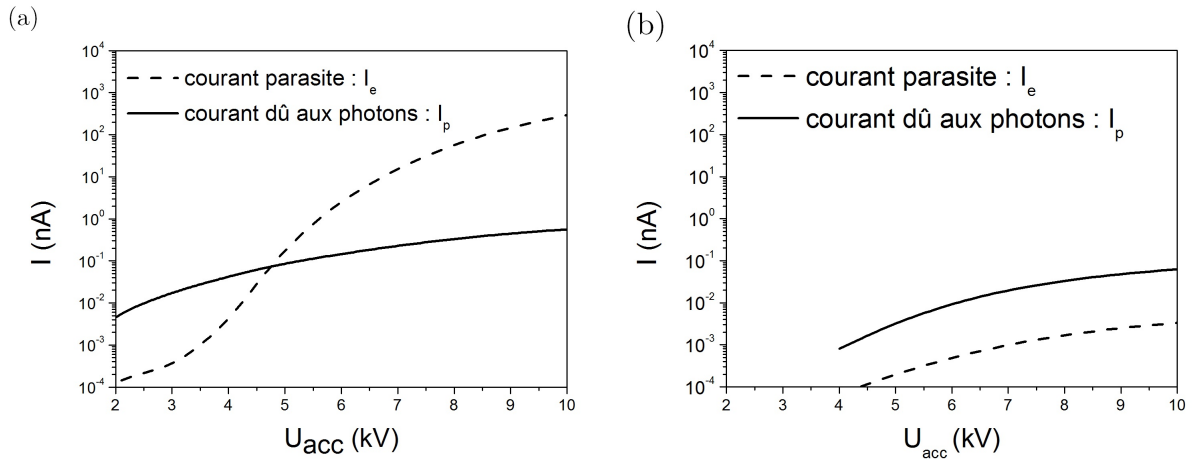 (a)
10^4
10^3
10^2
10^1
10^0
10^-1
10^-2
10^-3
10^-4
I (nA)
courant parasite : I_e
courant dû aux photons : I_p
2 3 4 5 6 7 8 9 10
U_acc (kV)
(b)
10^4
10^3
10^2
10^1
10^0
10^-1
10^-2
10^-3
10^-4
I (nA)
courant parasite : I_e
courant dû aux photons : I_p
2 3 4 5 6 7 8 9 10
U_acc (kV)